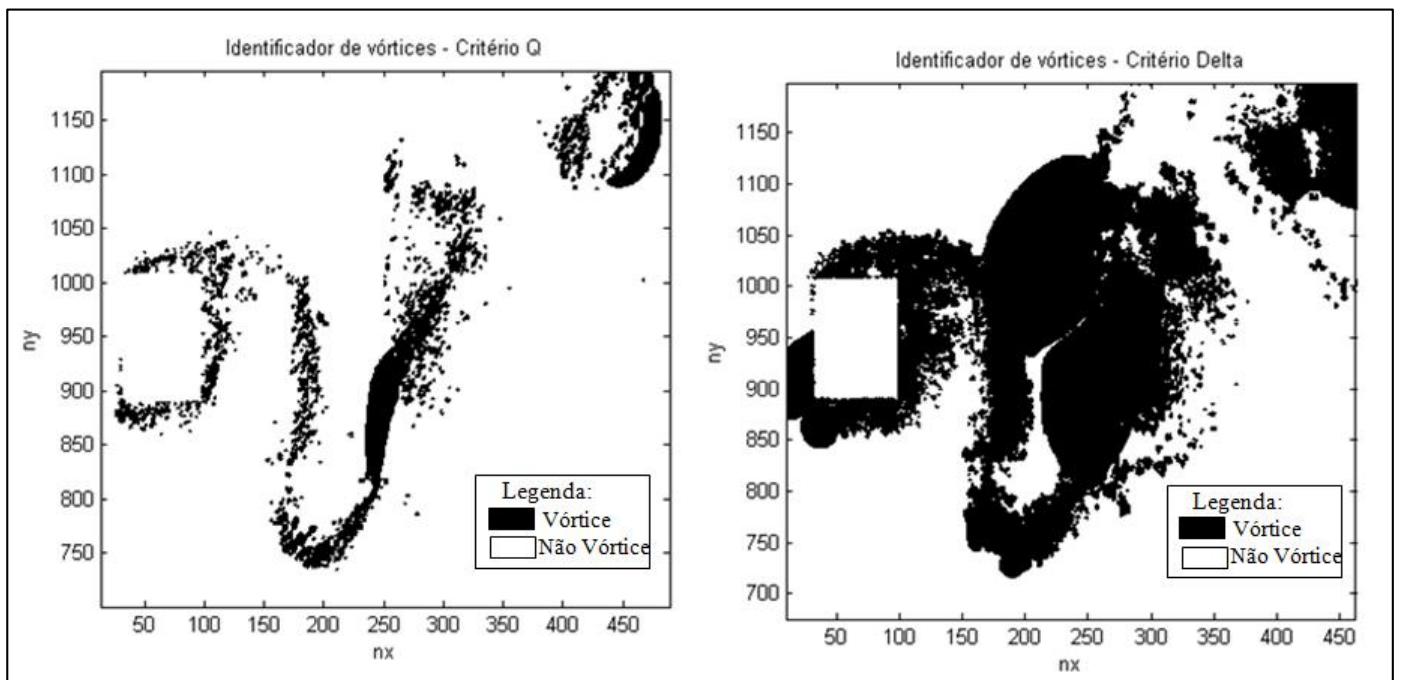 Identificador de vórtices - Critério Q
1150
1100
1050
1000
950
900
850
800
750
ny
50 100 150 200 250 300 350 400 450
nx
Legenda:
Vórtice
Não Vórtice
Identificador de vórtices - Critério Delta
1150
1100
1050
1000
950
900
850
800
750
700
ny
50 100 150 200 250 300 350 400 450
nx
Legenda:
Vórtice
Não Vórtice